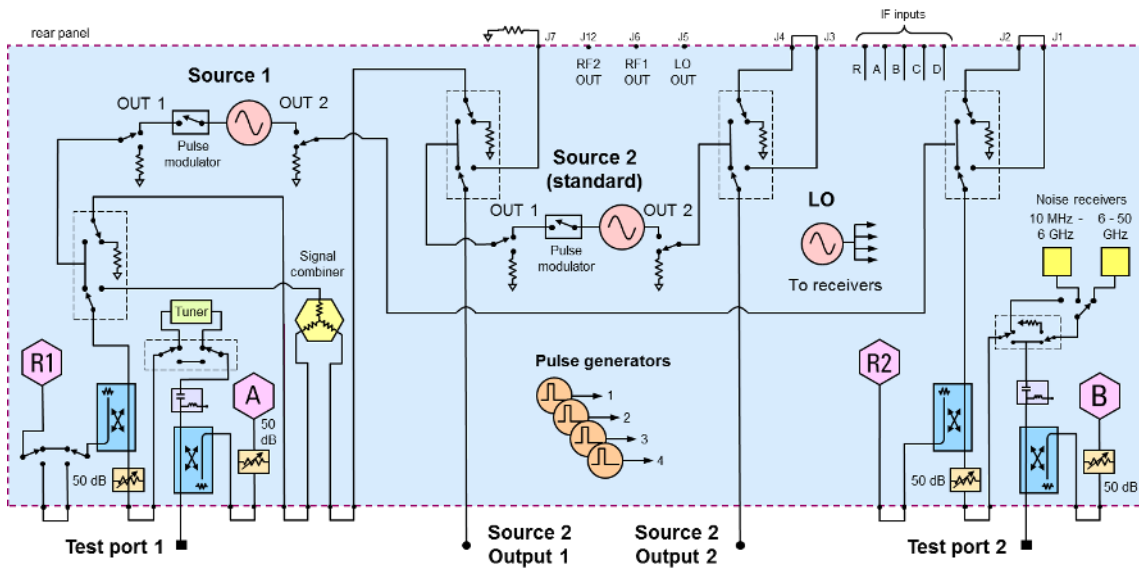 IF inputs
rear panel
J7
J12
J6
J5
J4
J3
J2
J1
RF2
OUT
RF1
OUT
LO
OUT
R
A
B
C
D
Source 1
OUT 1
OUT 2
Pulse
modulator
Source 2
(standard)
OUT 1
OUT 2
Pulse
modulator
LO
To receivers
Noise receivers
10 MHz -
6 GHz
6 - 50
GHz
Signal
combiner
Tuner
R1
A
50
dB
50 dB
Pulse generators
1
2
3
4
R2
B
50 dB
50 dB
Test port 1
Source 2
Output 1
Source 2
Output 2
Test port 2